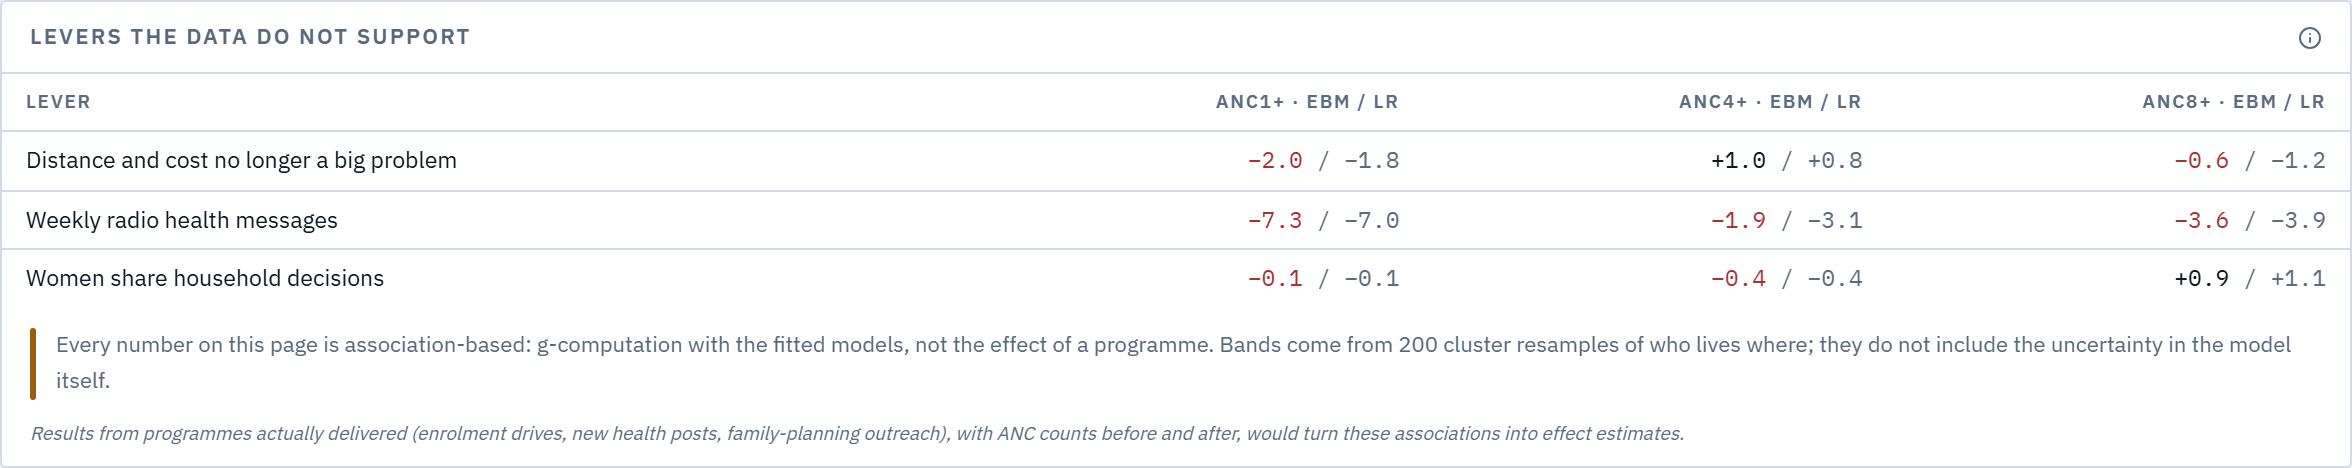 LEVERS THE DATA DO NOT SUPPORT
LEVER ANC1+ · EBM / LR ANC4+ · EBM / LR ANC8+ · EBM / LR
Distance and cost no longer a big problem −2.0 / −1.8 +1.0 / +0.8 −0.6 / −1.2
Weekly radio health messages −7.3 / −7.0 −1.9 / −3.1 −3.6 / −3.9
Women share household decisions −0.1 / −0.1 −0.4 / −0.4 +0.9 / +1.1
Every number on this page is association-based: g-computation with the fitted models, not the effect of a programme. Bands come from 200 cluster resamples of who lives where; they do not include the uncertainty in the model
itself.
Results from programmes actually delivered (enrolment drives, new health posts, family-planning outreach), with ANC counts before and after, would turn these associations into effect estimates.